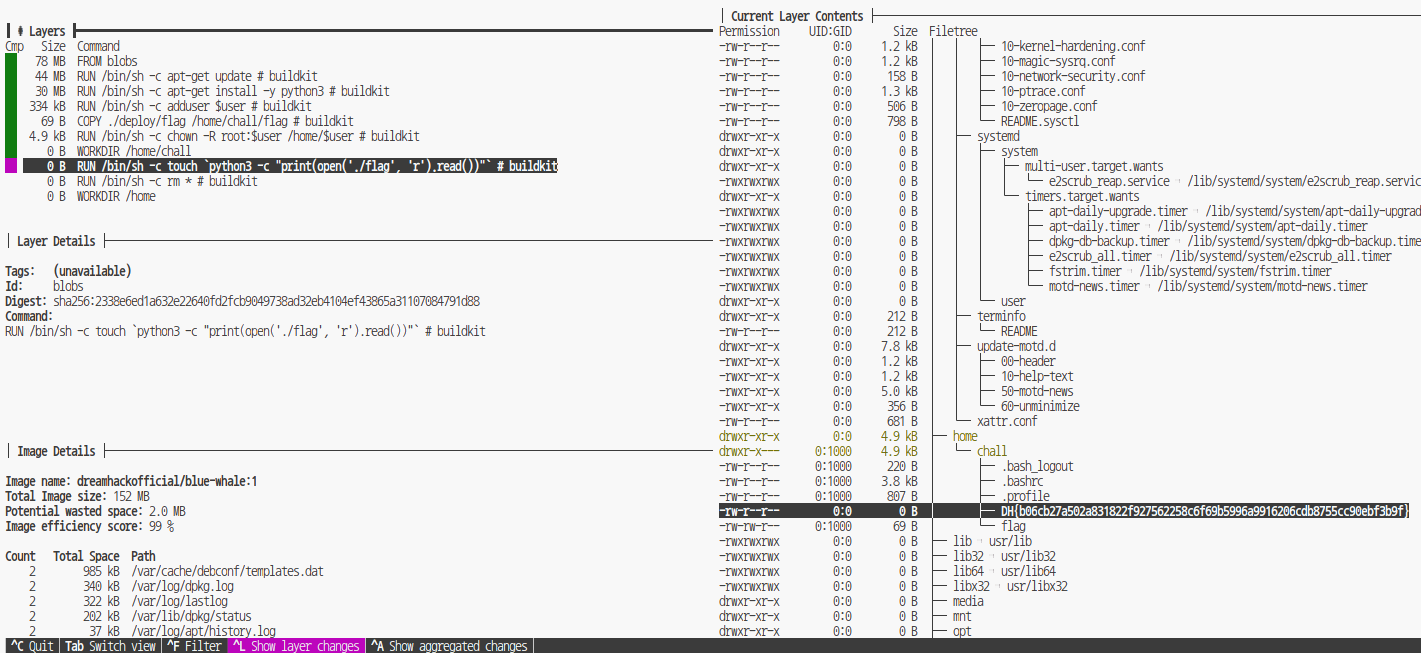 Layers
Cmp Size Command
78 MB FROM blobs
44 MB RUN /bin/sh -c apt-get update # buildkit
30 MB RUN /bin/sh -c apt-get install -y python3 # buildkit
334 kB RUN /bin/sh -c adduser $user # buildkit
69 B COPY ./deploy/flag /home/chall/flag # buildkit
4.9 kB RUN /bin/sh -c chown -R root:$user /home/$user # buildkit
0 B WORKDIR /home/chall
0 B RUN /bin/sh -c touch `python3 -c "print(open('./flag', 'r').read())"` # buildkit
0 B RUN /bin/sh -c rm * # buildkit
0 B WORKDIR /home
Layer Details
Tags: (unavailable)
Id: blobs
Digest: sha256:2338e6ed1a632e22640fd2fcb9049738ad32eb4104ef43865a31107084791d88
Command:
RUN /bin/sh -c touch `python3 -c "print(open('./flag', 'r').read())"` # buildkit
Image Details
Image name: dreamhackofficial/blue-whale:1
Total Image size: 152 MB
Potential wasted space: 2.0 MB
Image efficiency score: 99 %
Count Total Space Path
2 985 kB /var/cache/debconf/templates.dat
2 340 kB /var/log/dpkg.log
2 322 kB /var/log/lastlog
2 202 kB /var/lib/dpkg/status
2 37 kB /var/log/apt/history.log
Current Layer Contents
Permission UID:GID Size Filetree
-rw-r--r-- 0:0 1.2 kB 10-kernel-hardening.conf
-rw-r--r-- 0:0 1.2 kB 10-magic-sysrq.conf
-rw-r--r-- 0:0 158 B 10-network-security.conf
-rw-r--r-- 0:0 1.3 kB 10-ptrace.conf
-rw-r--r-- 0:0 506 B 10-zeropage.conf
-rw-r--r-- 0:0 798 B README.sysctl
drwxr-xr-x 0:0 0 B systemd
drwxr-xr-x 0:0 0 B system
drwxr-xr-x 0:0 0 B multi-user.target.wants
-rwxrwxrwx 0:0 0 B e2scrub_reap.service → /lib/systemd/system/e2scrub_reap.servic
drwxr-xr-x 0:0 0 B timers.target.wants
-rwxrwxrwx 0:0 0 B apt-daily-upgrade.timer → /lib/systemd/system/apt-daily-upgrad
-rwxrwxrwx 0:0 0 B apt-daily.timer → /lib/systemd/system/apt-daily.timer
-rwxrwxrwx 0:0 0 B dpkg-db-backup.timer → /lib/systemd/system/dpkg-db-backup.time
-rwxrwxrwx 0:0 0 B e2scrub_all.timer → /lib/systemd/system/e2scrub_all.timer
-rwxrwxrwx 0:0 0 B fstrim.timer → /lib/systemd/system/fstrim.timer
-rwxrwxrwx 0:0 0 B motd-news.timer → /lib/systemd/system/motd-news.timer
drwxr-xr-x 0:0 0 B user
drwxr-xr-x 0:0 212 B terminfo
-rw-r--r-- 0:0 212 B README
drwxr-xr-x 0:0 7.8 kB update-motd.d
-rwxr-xr-x 0:0 1.2 kB 00-header
-rwxr-xr-x 0:0 1.2 kB 10-help-text
-rwxr-xr-x 0:0 5.0 kB 50-motd-news
-rwxr-xr-x 0:0 356 B 60-unminimize
-rw-r--r-- 0:0 681 B xattr.conf
drwxr-xr-x 0:0 4.9 kB home
drwxr-x--- 0:1000 4.9 kB chall
-rw-r--r-- 0:1000 220 B .bash_logout
-rw-r--r-- 0:1000 3.8 kB .bashrc
-rw-r--r-- 0:1000 807 B .profile
-rw-r--r-- 0:0 0 B DH{b06cb27a502a831822f927562258c6f69b5996a9916206cdb8755cc90ebf3b9f}
-rw-rw-r-- 0:1000 69 B flag
-rwxrwxrwx 0:0 0 B lib → usr/lib
-rwxrwxrwx 0:0 0 B lib32 → usr/lib32
-rwxrwxrwx 0:0 0 B lib64 → usr/lib64
-rwxrwxrwx 0:0 0 B libx32 → usr/libx32
drwxr-xr-x 0:0 0 B media
drwxr-xr-x 0:0 0 B mnt
drwxr-xr-x 0:0 0 B opt
^C Quit Tab Switch view ^F Filter ^L Show layer changes ^A Show aggregated changes